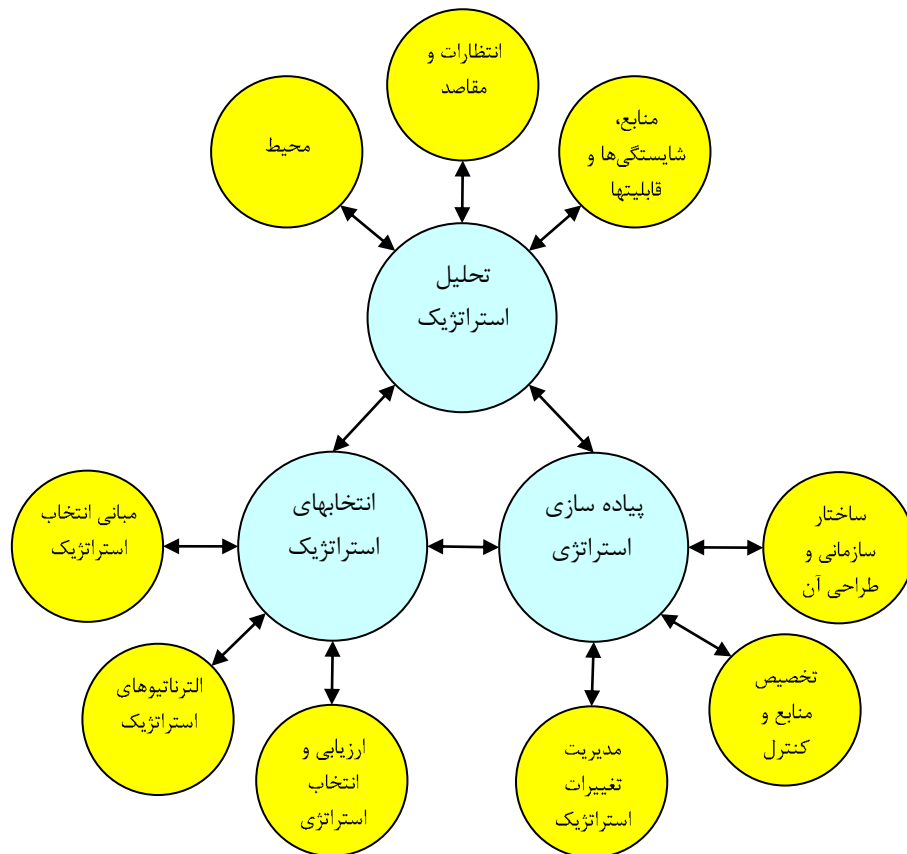 انتظارات و
مقاصد
منابع،
شایستگی‌ها و
قابلیتها
محیط
تحلیل
استراتژیک
انتخابهای
استراتژیک
پیاده سازی
استراتژی
مبانی انتخاب
استراتژیک
ساختار
سازمانی و
طراحی آن
الترناتیوهای
استراتژیک
تخصیص
منابع و
کنترل
ارزیابی و
انتخاب
استراتژی
مدیریت
تغییرات
استراتژیک